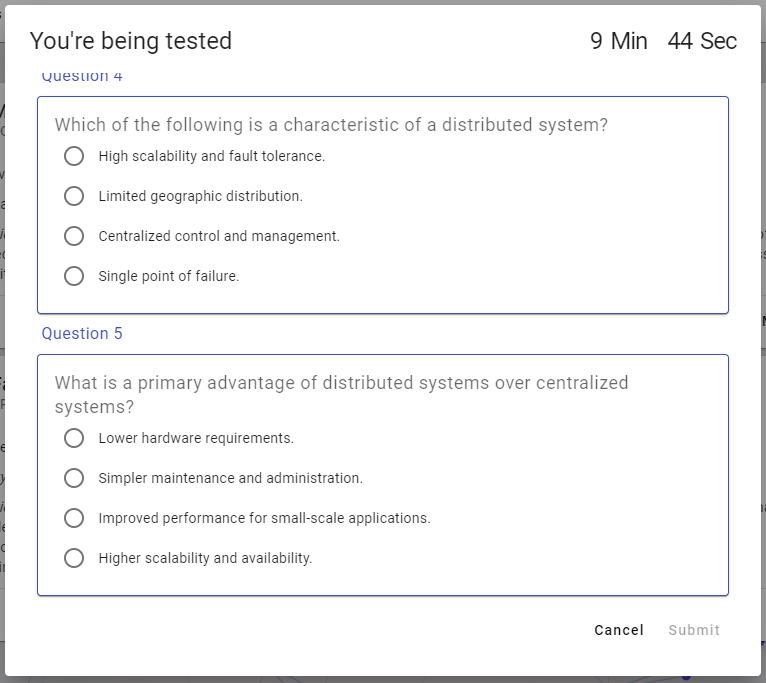 You're being tested
9 Min 44 Sec
Question 4
Which of the following is a characteristic of a distributed system?
High scalability and fault tolerance.
Limited geographic distribution.
Centralized control and management.
Single point of failure.
Question 5
What is a primary advantage of distributed systems over centralized
systems?
Lower hardware requirements.
Simpler maintenance and administration.
Improved performance for small-scale applications.
Higher scalability and availability.
Cancel
Submit